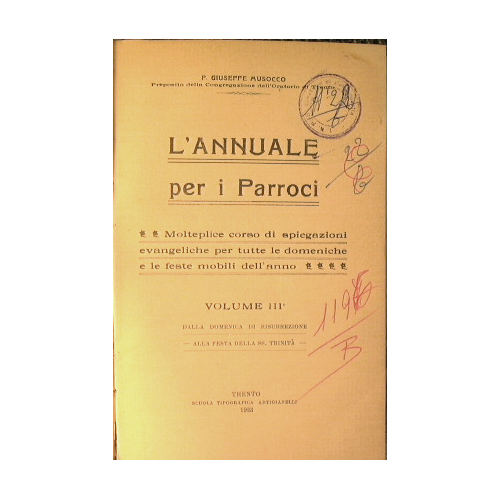 P. GIUSEPPE MUSOCCO
Preposito della Congregazione dell'Oratorio di Trento
L'ANNUALE
per i Parroci
Molteplice corso di spiegazioni
evangeliche per tutte le domeniche
e le feste mobili dell'anno
VOLUME III°
DALLA DOMENICA DI RISURREZIONE
— ALLA FESTA DELLA SS. TRINITÀ —
TRENTO
SCUOLA TIPOGRAFICA ARTIGIANELLI
1923